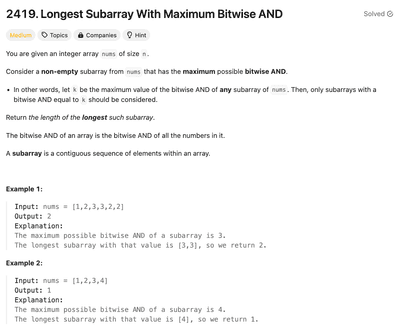 2419. Longest Subarray With Maximum Bitwise AND
Solved
Medium Topics Companies Hint
You are given an integer array nums of size n.
Consider a non-empty subarray from nums that has the maximum possible bitwise AND.
• In other words, let k be the maximum value of the bitwise AND of any subarray of nums. Then, only subarrays with a
bitwise AND equal to k should be considered.
Return the length of the longest such subarray.
The bitwise AND of an array is the bitwise AND of all the numbers in it.
A subarray is a contiguous sequence of elements within an array.
Example 1:
Input: nums = [1,2,3,3,2,2]
Output: 2
Explanation:
The maximum possible bitwise AND of a subarray is 3.
The longest subarray with that value is [3,3], so we return 2.
Example 2:
Input: nums = [1,2,3,4]
Output: 1
Explanation:
The maximum possible bitwise AND of a subarray is 4.
The longest subarray with that value is [4], so we return 1.